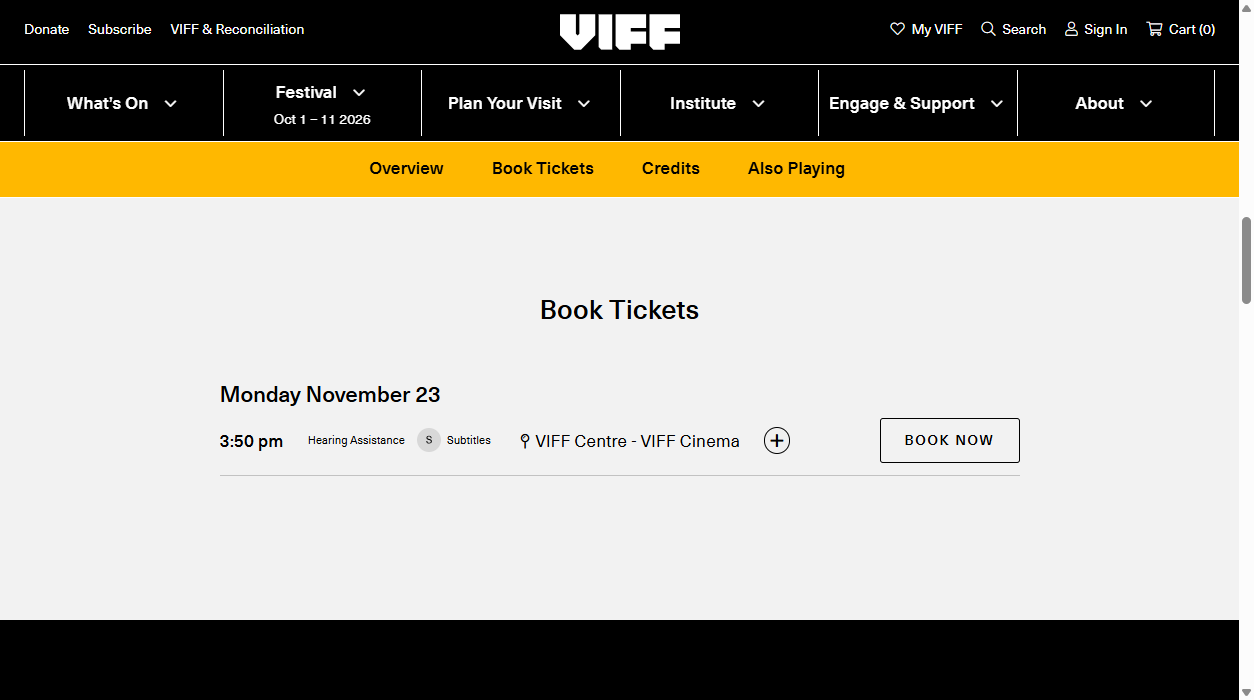 Donate Subscribe VIFF & Reconciliation VIFF My VIFF Search Sign In Cart (0)
What's On Festival Plan Your Visit Institute Engage & Support About
Oct 1 – 11 2026
Overview Book Tickets Credits Also Playing
Book Tickets
Monday November 23
3:50 pm Hearing Assistance S Subtitles VIFF Centre - VIFF Cinema BOOK NOW